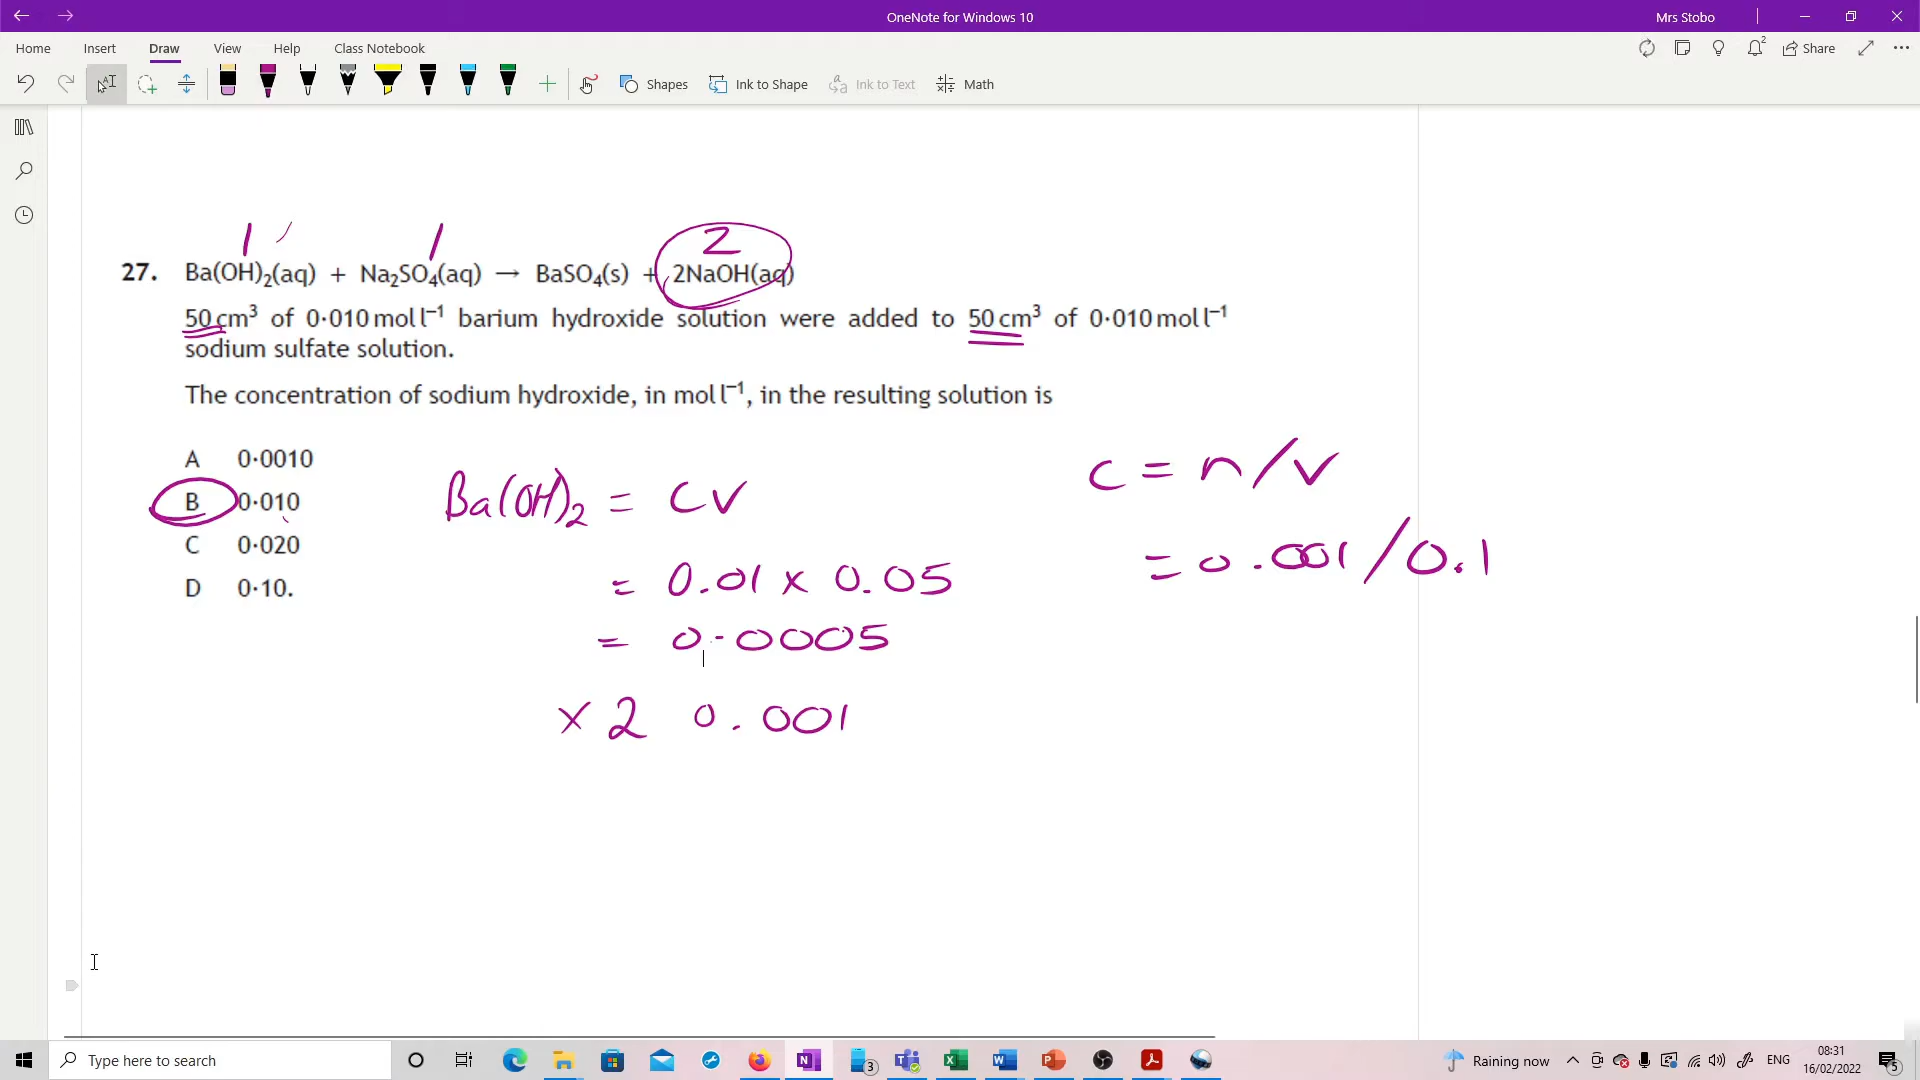 OneNote for Windows 10
Mrs Stobo
Home Insert Draw View Help Class Notebook
2
Share
Shapes Ink to Shape Ink to Text Math
1 1 2
27. Ba(OH)₂(aq) + Na₂SO₄(aq) → BaSO₄(s) + 2NaOH(aq)
50 cm³ of 0·010 mol l⁻¹ barium hydroxide solution were added to 50 cm³ of 0·010 mol l⁻¹
sodium sulfate solution.
The concentration of sodium hydroxide, in mol l⁻¹, in the resulting solution is
A 0·0010
B 0·010
C 0·020
D 0·10.
Ba(OH)₂ = CV
= 0.01 x 0.05
= 0.0005
x 2 0.001
C = n/V
= 0.001/0.1
Type here to search
3
Raining now
ENG
08:31
16/02/2022
5